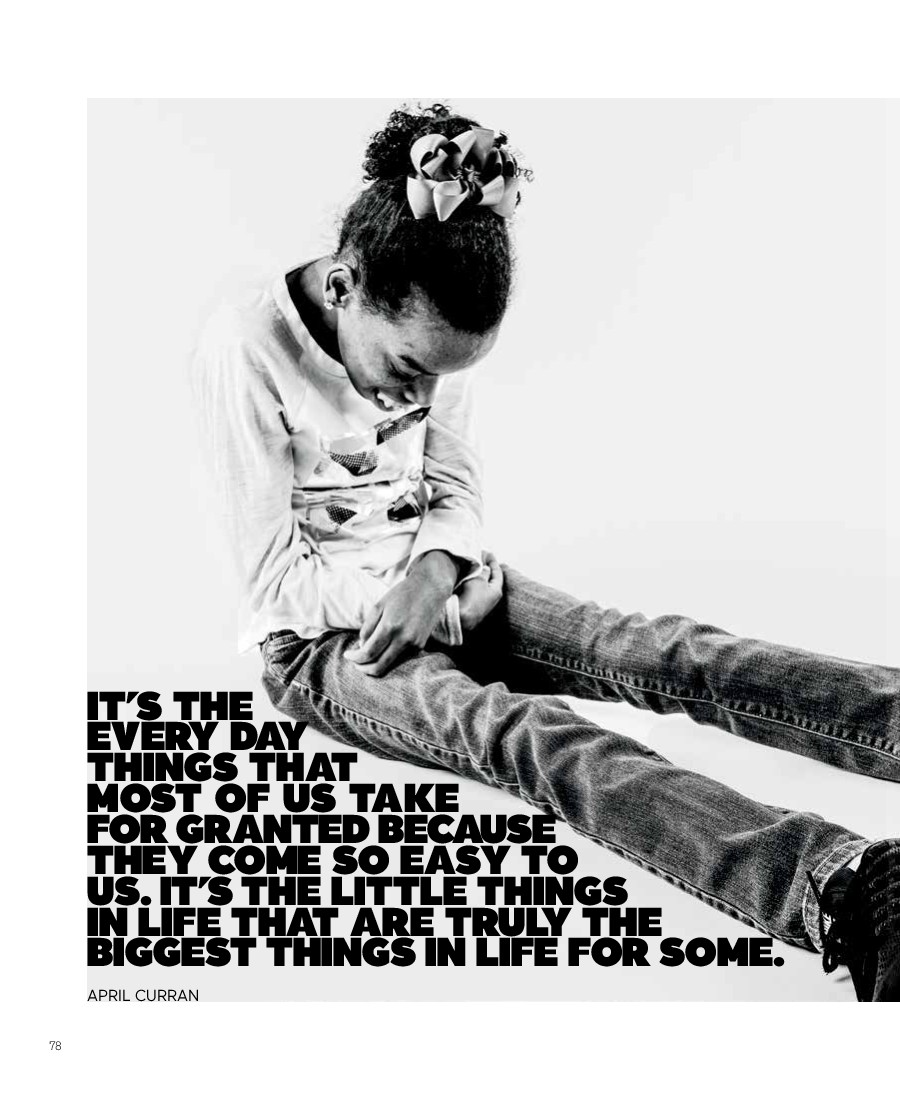 IT'S THE
EVERY DAY
THINGS THAT
MOST OF US TAKE
FOR GRANTED BECAUSE
THEY COME SO EASY TO
US. IT'S THE LITTLE THINGS
IN LIFE THAT ARE TRULY THE
BIGGEST THINGS IN LIFE FOR SOME.
APRIL CURRAN
78